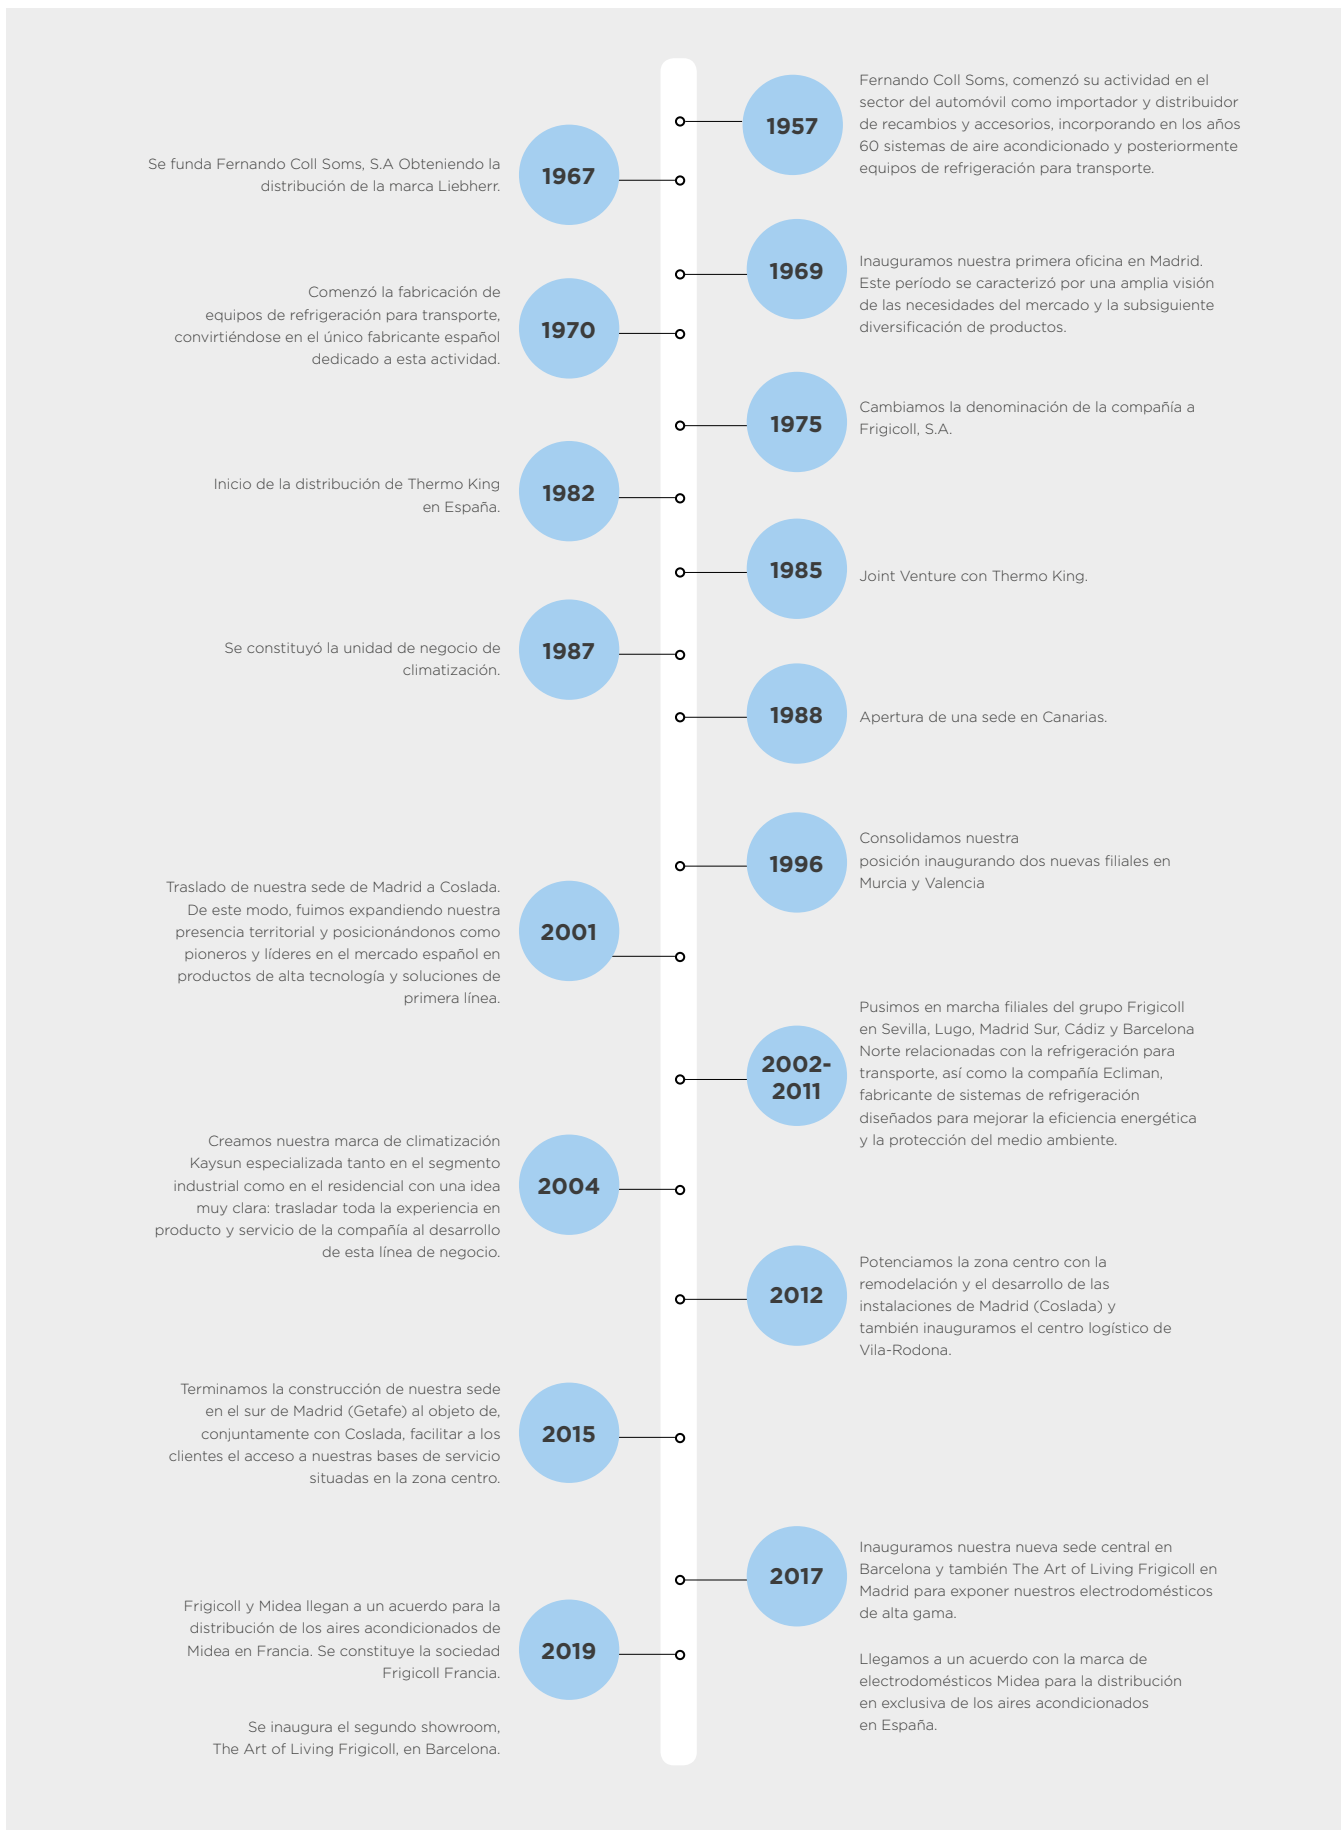 1957
Fernando Coll Soms, comenzó su actividad en el
sector del automóvil como importador y distribuidor
de recambios y accesorios, incorporando en los años
60 sistemas de aire acondicionado y posteriormente
equipos de refrigeración para transporte.
Se funda Fernando Coll Soms, S.A Obteniendo la
distribución de la marca Liebherr.
1967
1969
Inauguramos nuestra primera oficina en Madrid.
Este período se caracterizó por una amplia visión
de las necesidades del mercado y la subsiguiente
diversificación de productos.
Comenzó la fabricación de
equipos de refrigeración para transporte,
convirtiéndose en el único fabricante español
dedicado a esta actividad.
1970
1975
Cambiamos la denominación de la compañía a
Frigicoll, S.A.
Inicio de la distribución de Thermo King
en España.
1982
1985
Joint Venture con Thermo King.
Se constituyó la unidad de negocio de
climatización.
1987
1988
Apertura de una sede en Canarias.
1996
Consolidamos nuestra
posición inaugurando dos nuevas filiales en
Murcia y Valencia
Traslado de nuestra sede de Madrid a Coslada.
De este modo, fuimos expandiendo nuestra
presencia territorial y posicionándonos como
pioneros y líderes en el mercado español en
productos de alta tecnología y soluciones de
primera línea.
2001
2002-
2011
Pusimos en marcha filiales del grupo Frigicoll
en Sevilla, Lugo, Madrid Sur, Cádiz y Barcelona
Norte relacionadas con la refrigeración para
transporte, así como la compañía Ecliman,
fabricante de sistemas de refrigeración
diseñados para mejorar la eficiencia energética
y la protección del medio ambiente.
Creamos nuestra marca de climatización
Kaysun especializada tanto en el segmento
industrial como en el residencial con una idea
muy clara: trasladar toda la experiencia en
producto y servicio de la compañía al desarrollo
de esta línea de negocio.
2004
2012
Potenciamos la zona centro con la
remodelación y el desarrollo de las
instalaciones de Madrid (Coslada) y
también inauguramos el centro logístico de
Vila-Rodona.
Terminamos la construcción de nuestra sede
en el sur de Madrid (Getafe) al objeto de,
conjuntamente con Coslada, facilitar a los
clientes el acceso a nuestras bases de servicio
situadas en la zona centro.
2015
2017
Inauguramos nuestra nueva sede central en
Barcelona y también The Art of Living Frigicoll en
Madrid para exponer nuestros electrodomésticos
de alta gama.
Llegamos a un acuerdo con la marca de
electrodomésticos Midea para la distribución
en exclusiva de los aires acondicionados
en España.
Frigicoll y Midea llegan a un acuerdo para la
distribución de los aires acondicionados de
Midea en Francia. Se constituye la sociedad
Frigicoll Francia.
2019
Se inaugura el segundo showroom,
The Art of Living Frigicoll, en Barcelona.